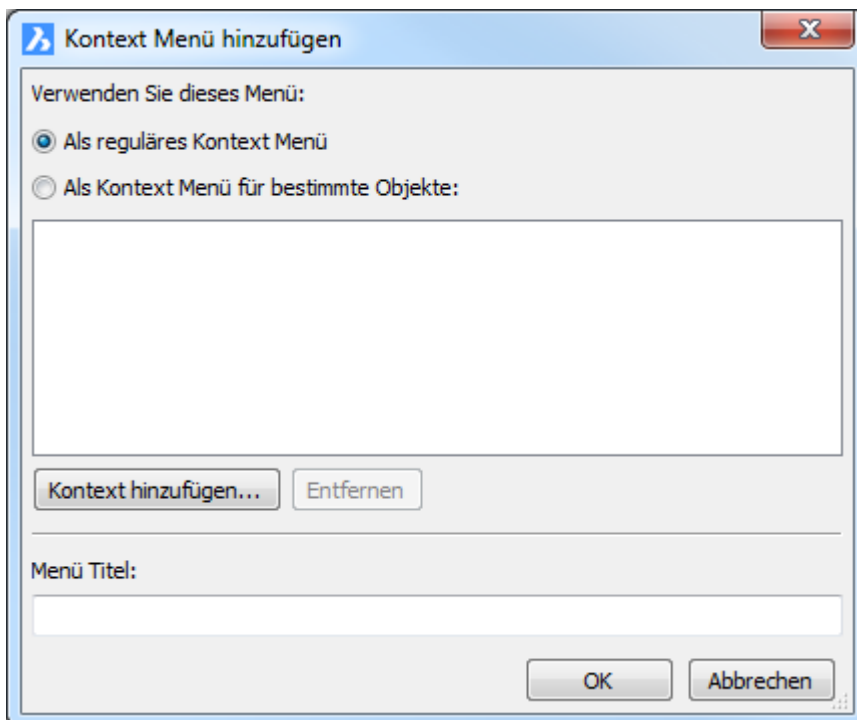 Kontext Menü hinzufügen
Verwenden Sie dieses Menü:
Als reguläres Kontext Menü
Als Kontext Menü für bestimmte Objekte:
Kontext hinzufügen... Entfernen
Menü Titel:
OK Abbrechen